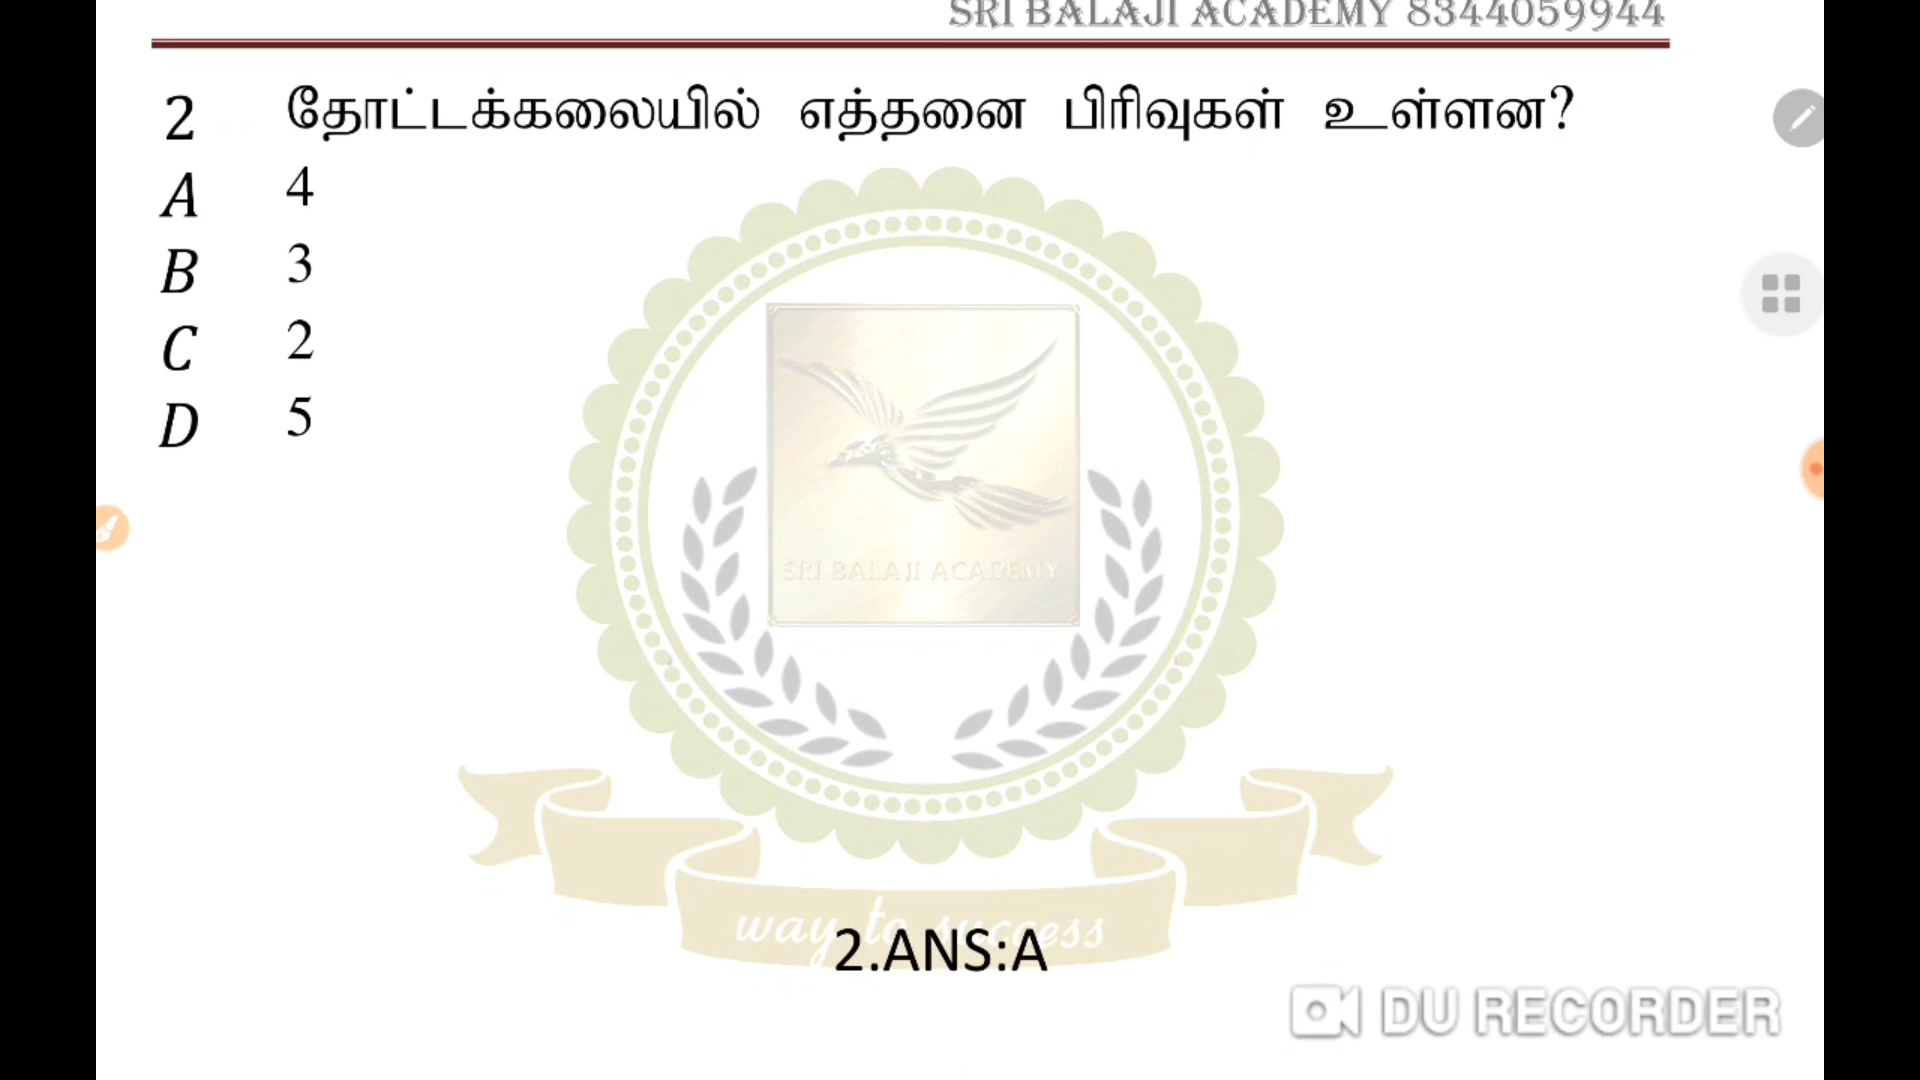 SRI BALAJI ACADEMY 8344059944
2 தோட்டக்கலையில் எத்தனை பிரிவுகள் உள்ளன?
A 4
B 3
C 2
D 5
SRI BALAJI ACADEMY
way to success
2.ANS:A
DU RECORDER